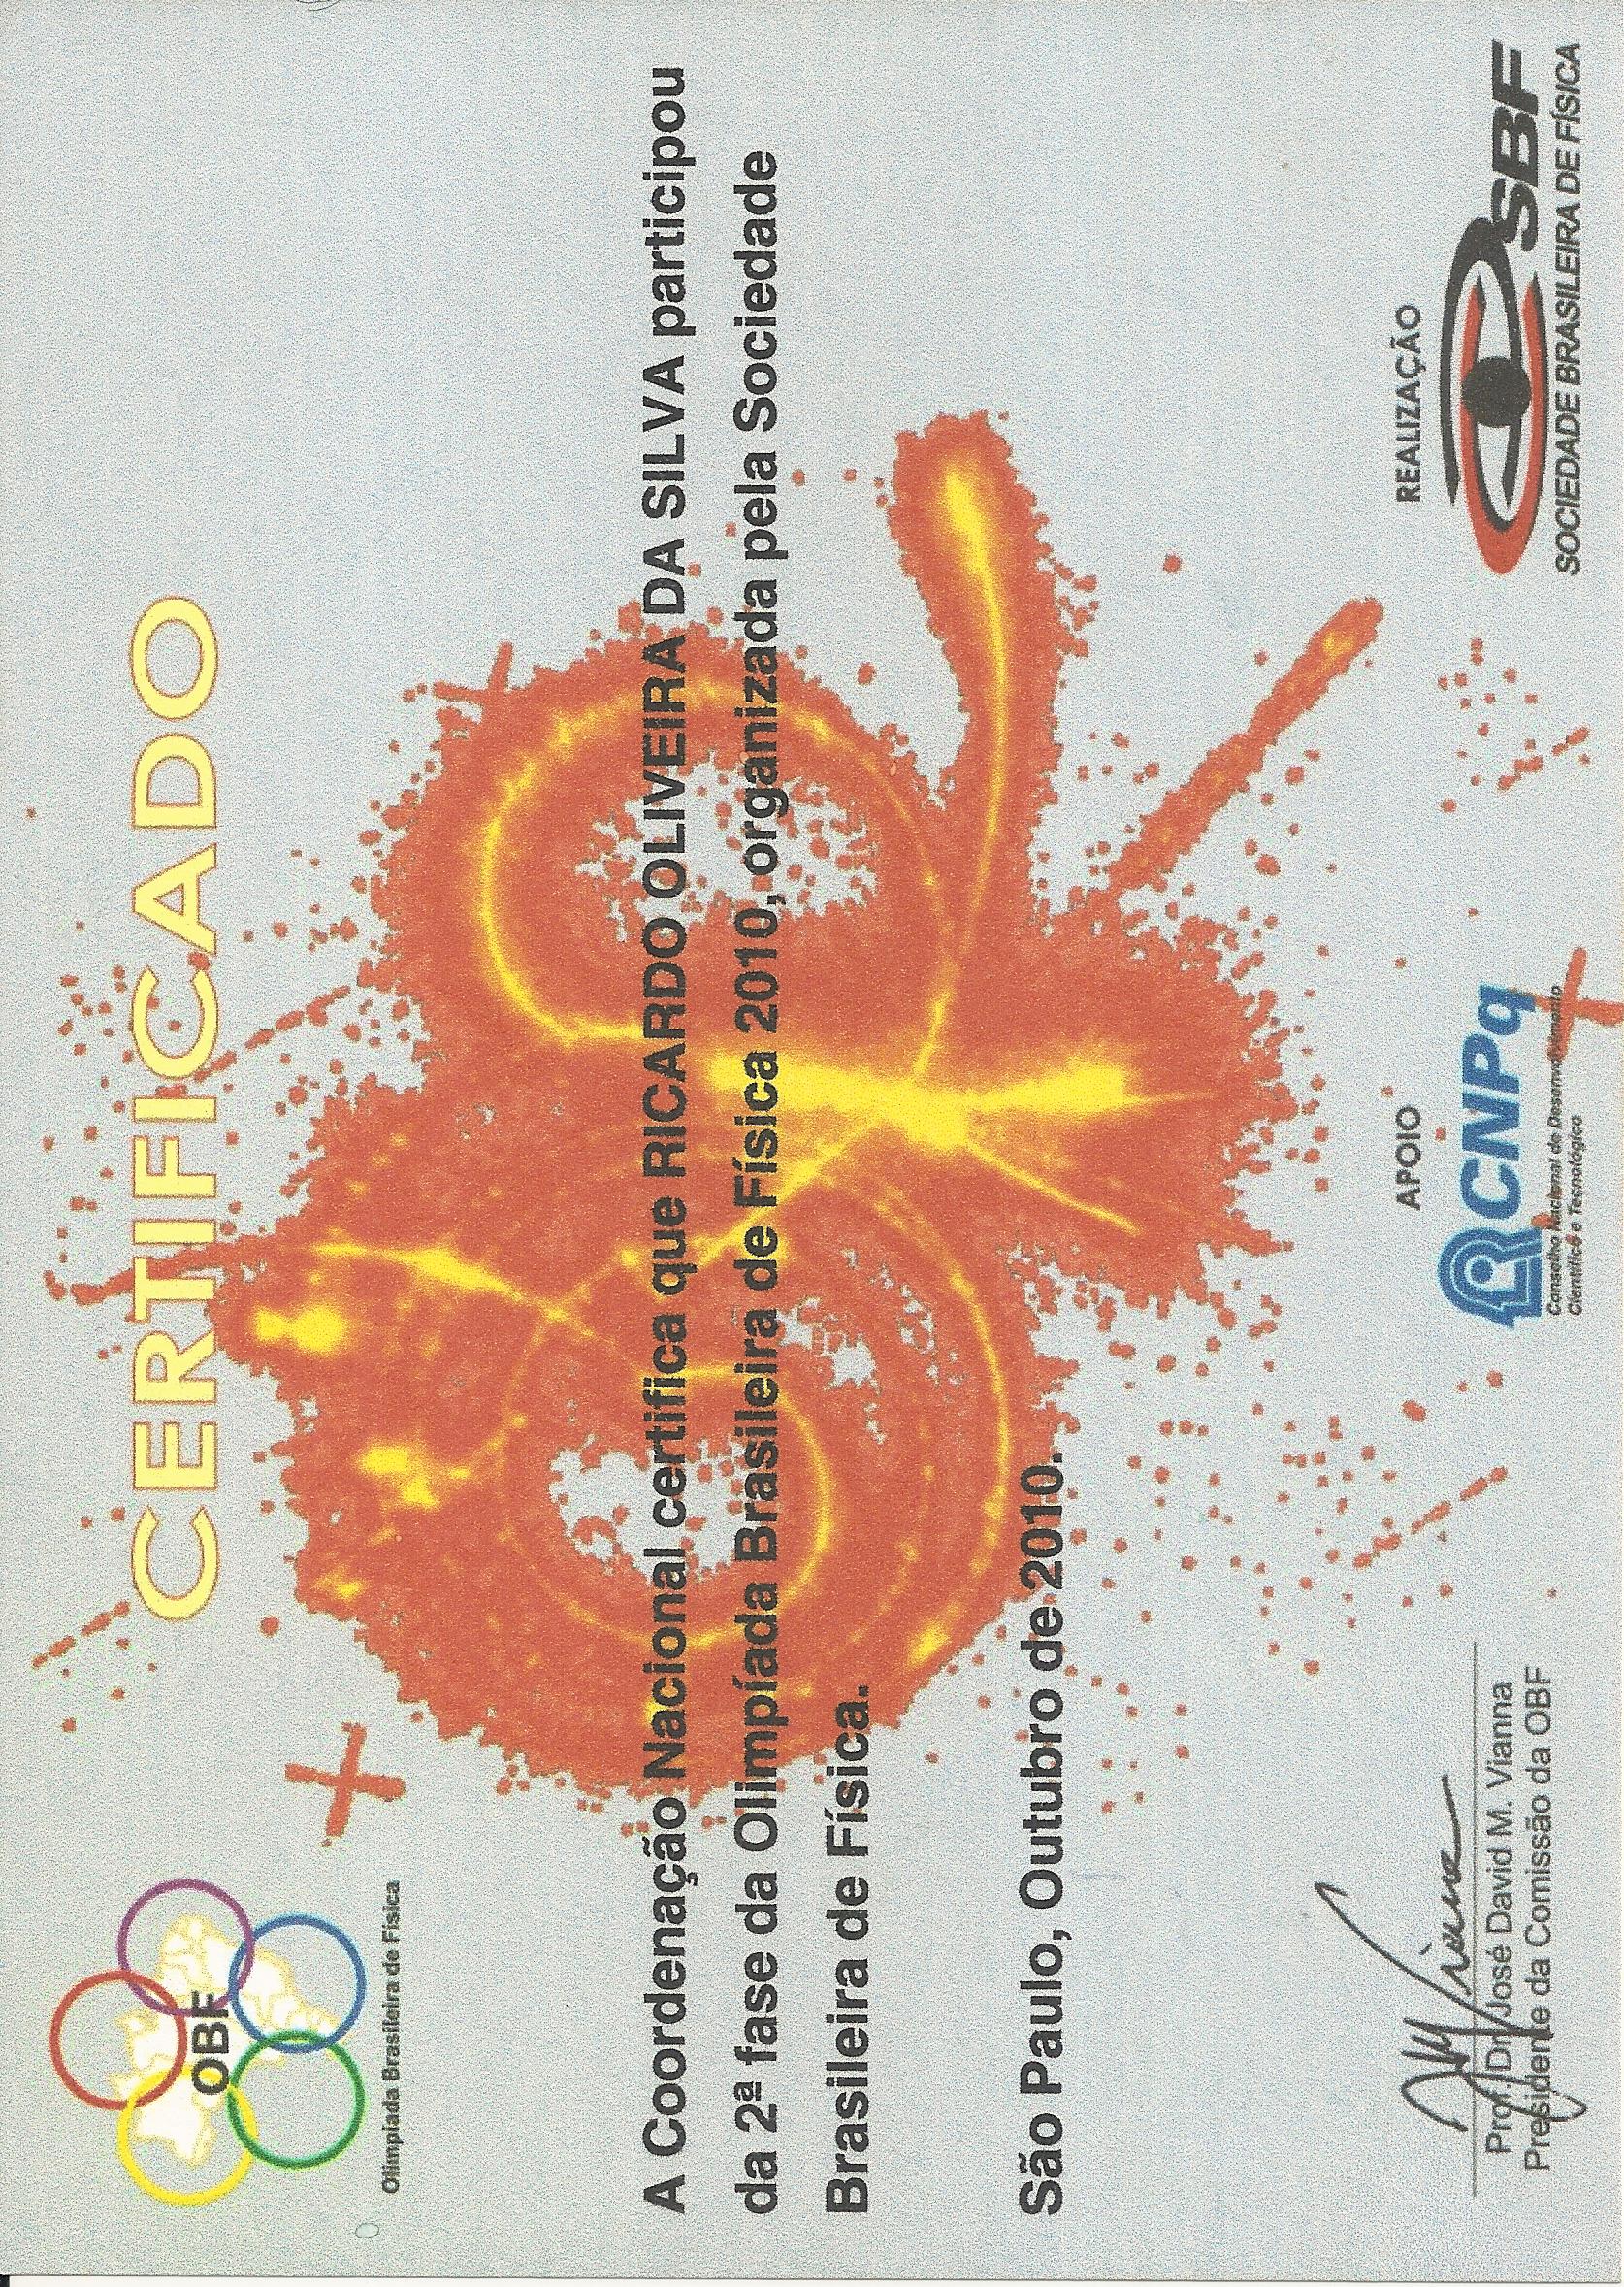 CERTIFICADO
OBF
Olimpíada Brasileira de Física
A Coordenação Nacional certifica que RICARDO OLIVEIRA DA SILVA participou
da 2ª fase da Olimpíada Brasileira de Física 2010, organizada pela Sociedade
Brasileira de Física.
São Paulo, Outubro de 2010.
Prof. Dr. José David M. Vianna
Presidente da Comissão da OBF
APOIO
CNPq
Conselho Nacional de Desenvolvimento
Científico e Tecnológico
REALIZAÇÃO
SBF
SOCIEDADE BRASILEIRA DE FÍSICA